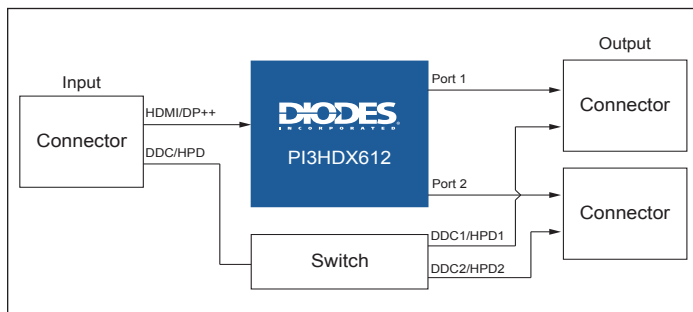 Output
Input
Port 1
Connector
HDMI/DP++
Connector
DIODES
INCORPORATED
DDC/HPD
PI3HDX612
Port 2
Connector
DDC1/HPD1
Switch
DDC2/HPD2